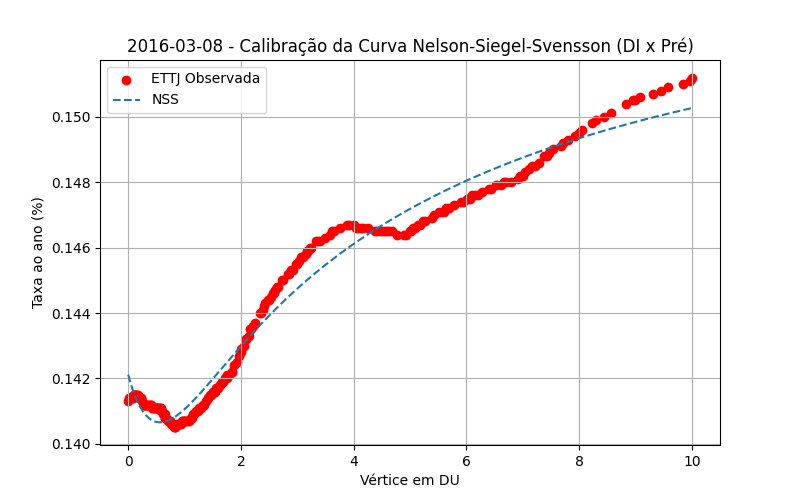 2016-03-08 - Calibração da Curva Nelson-Siegel-Svensson (DI x Pré)
ETTJ Observada
NSS
Taxa ao ano (%)
0.150
0.148
0.146
0.144
0.142
0.140
0 2 4 6 8 10
Vértice em DU